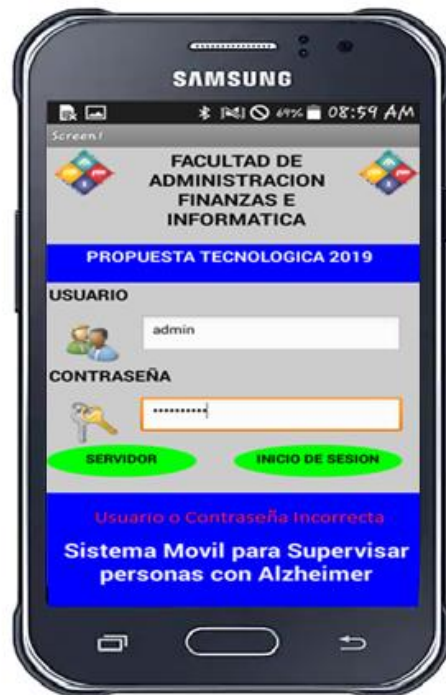 SAMSUNG
69% 08:59 AM
Screen1
FACULTAD DE
ADMINISTRACION
FINANZAS E
INFORMATICA
PROPUESTA TECNOLOGICA 2019
USUARIO
admin
CONTRASEÑA
••••••••••
SERVIDOR
INICIO DE SESION
Usuario o Contraseña Incorrecta
Sistema Movil para Supervisar
personas con Alzheimer